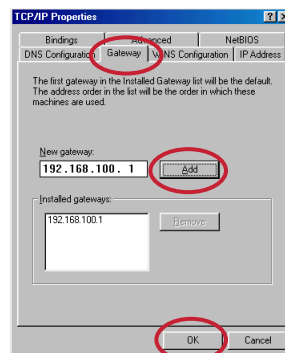 TCP/IP Properties
Bindings Advanced NetBIOS
DNS Configuration Gateway WINS Configuration IP Address
The first gateway in the Installed Gateway list will be the default.
The address order in the list will be the order in which these
machines are used.
New gateway:
192.168.100. 1 Add
Installed gateways:
192.168.100.1 Remove
OK Cancel